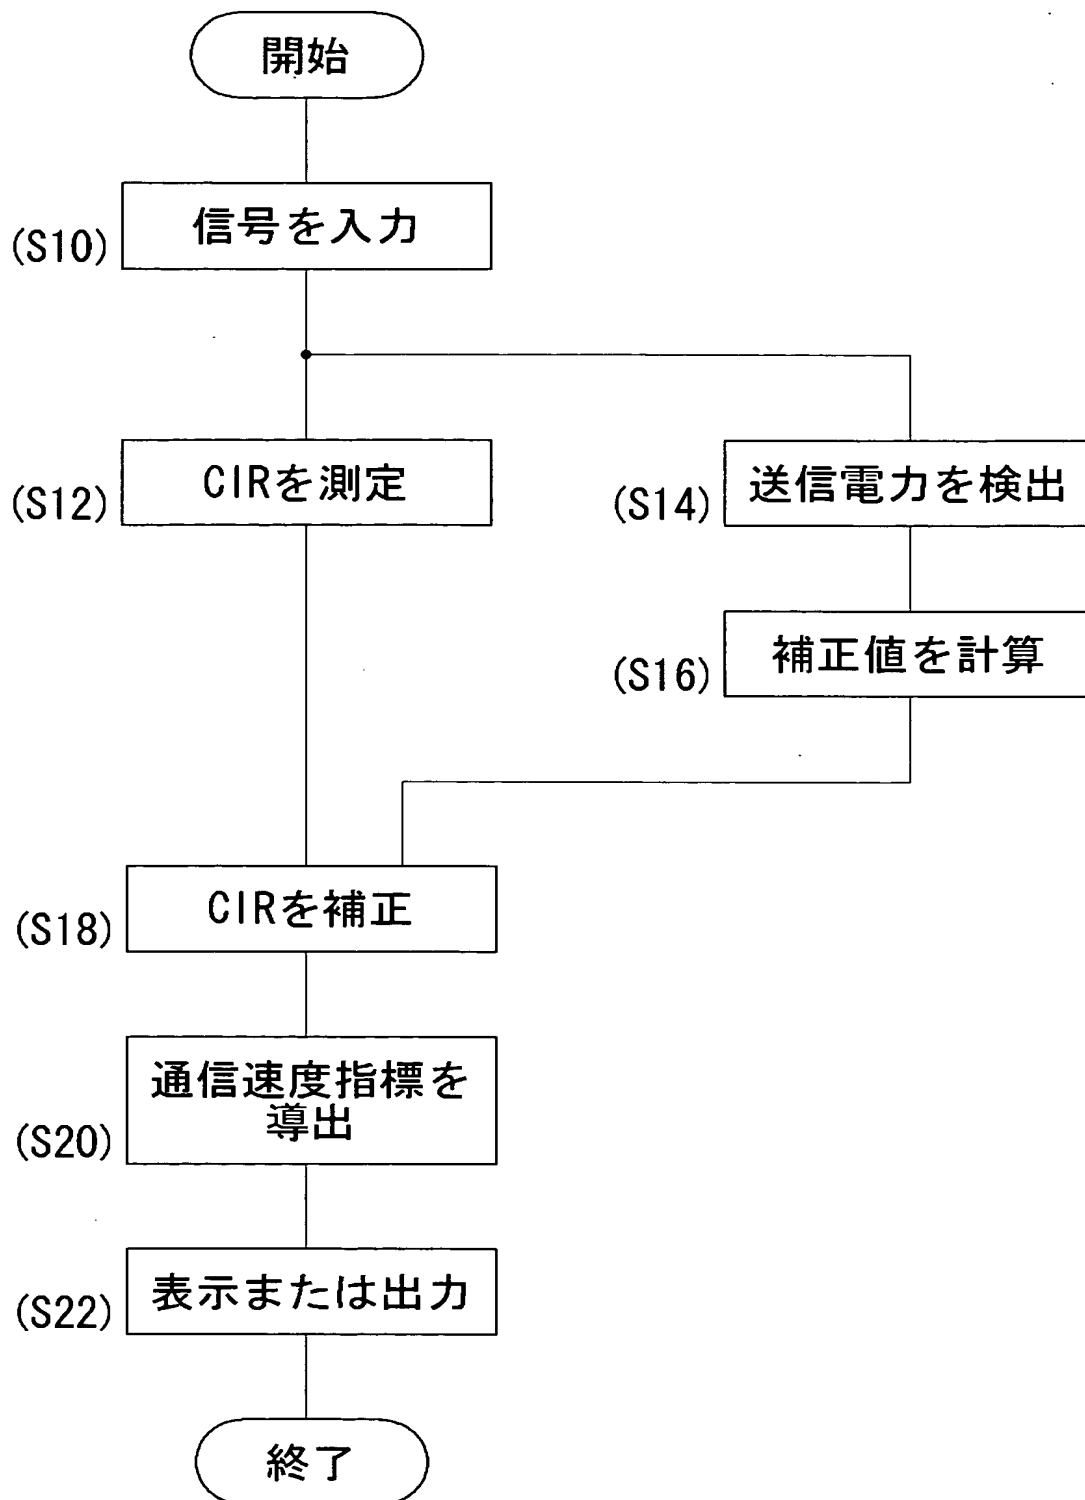 開始
信号を入力
(S10)
CIRを測定
(S12)
送信電力を検出
(S14)
補正値を計算
(S16)
CIRを補正
(S18)
通信速度指標を
導出
(S20)
表示または出力
(S22)
終了